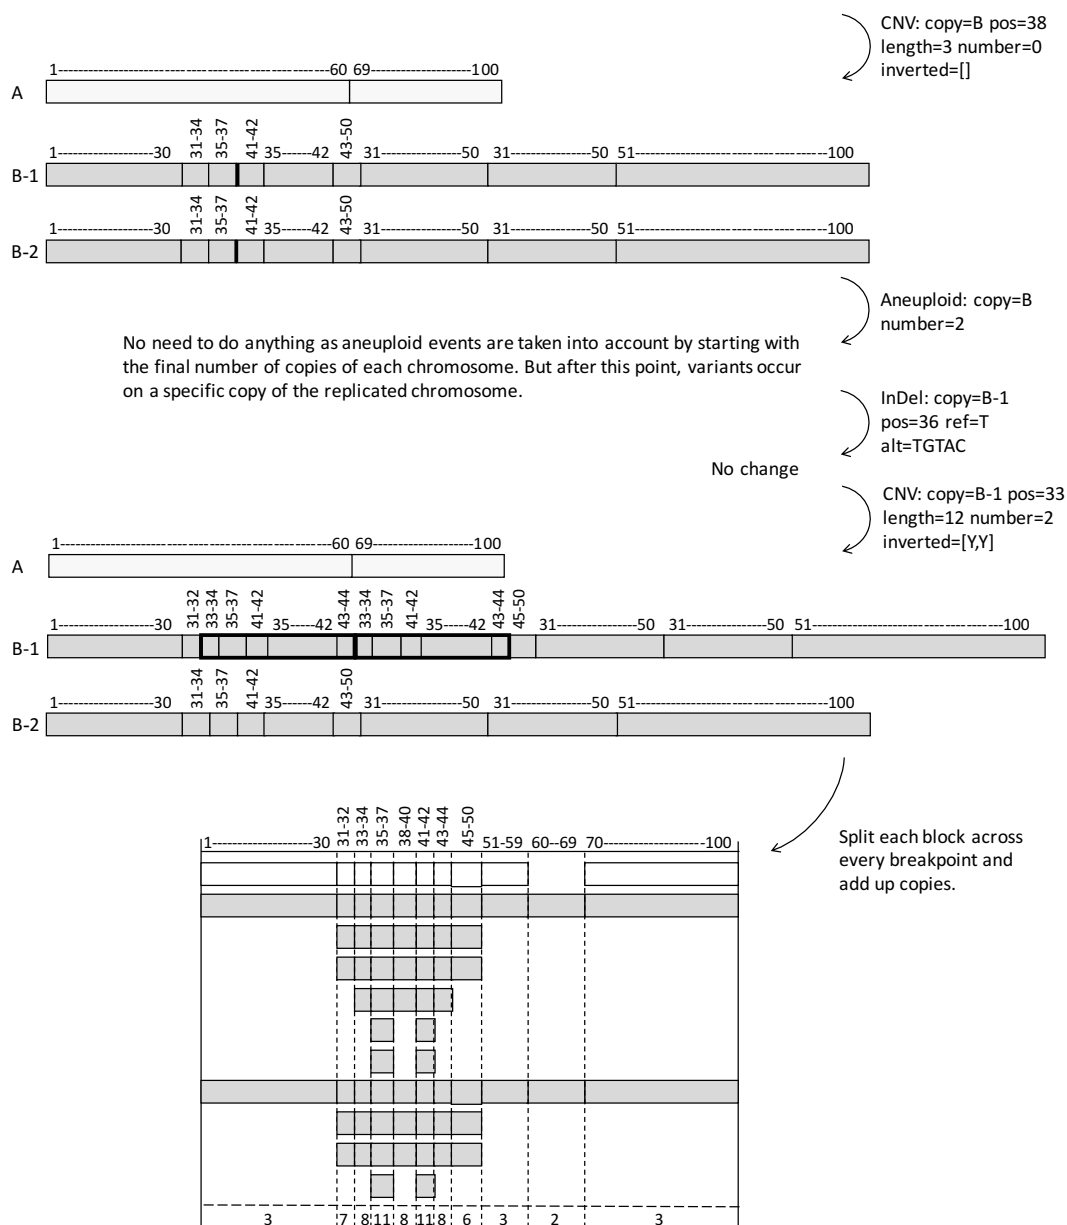 CNV: copy=B pos=38
length=3 number=0
inverted=[]
1---------------------------------------------------60 69--------------------100
A
31-34 35-37 41-42 43-50
1-------------------30 35------42 31----------------50 31----------------50 51-----------------------------------------100
B-1
31-34 35-37 41-42 43-50
1-------------------30 35------42 31----------------50 31----------------50 51-----------------------------------------100
B-2
Aneuploid: copy=B
number=2
No need to do anything as aneuploid events are taken into account by starting with
the final number of copies of each chromosome. But after this point, variants occur
on a specific copy of the replicated chromosome.
InDel: copy=B-1
pos=36 ref=T
alt=TGTAC
No change
CNV: copy=B-1 pos=33
length=12 number=2
inverted=[Y,Y]
1---------------------------------------------------60 69--------------------100
A
31-32 33-34 35-37 41-42 43-44 33-34 35-37 41-42 43-44 45-50
1-------------------30 35-----42 35-----42 31----------------50 31----------------50 51-----------------------------------------100
B-1
31-34 35-37 41-42 43-50
1-------------------30 35------42 31----------------50 31----------------50 51-----------------------------------------100
B-2
31-32 33-34 35-37 38-40 41-42 43-44 45-50
1--------------------30 51-59 60--69 70--------------------100
Split each block across
every breakpoint and
add up copies.
3 7 8 11 8 11 8 6 3 2 3